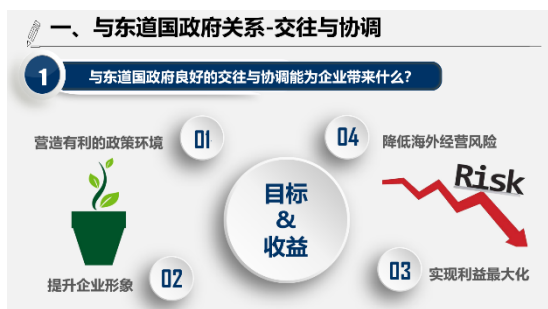 一、与东道国政府关系-交往与协调
1 与东道国政府良好的交往与协调能为企业带来什么?
营造有利的政策环境 01
04 降低海外经营风险
Risk
目标
&
收益
提升企业形象 02
03 实现利益最大化